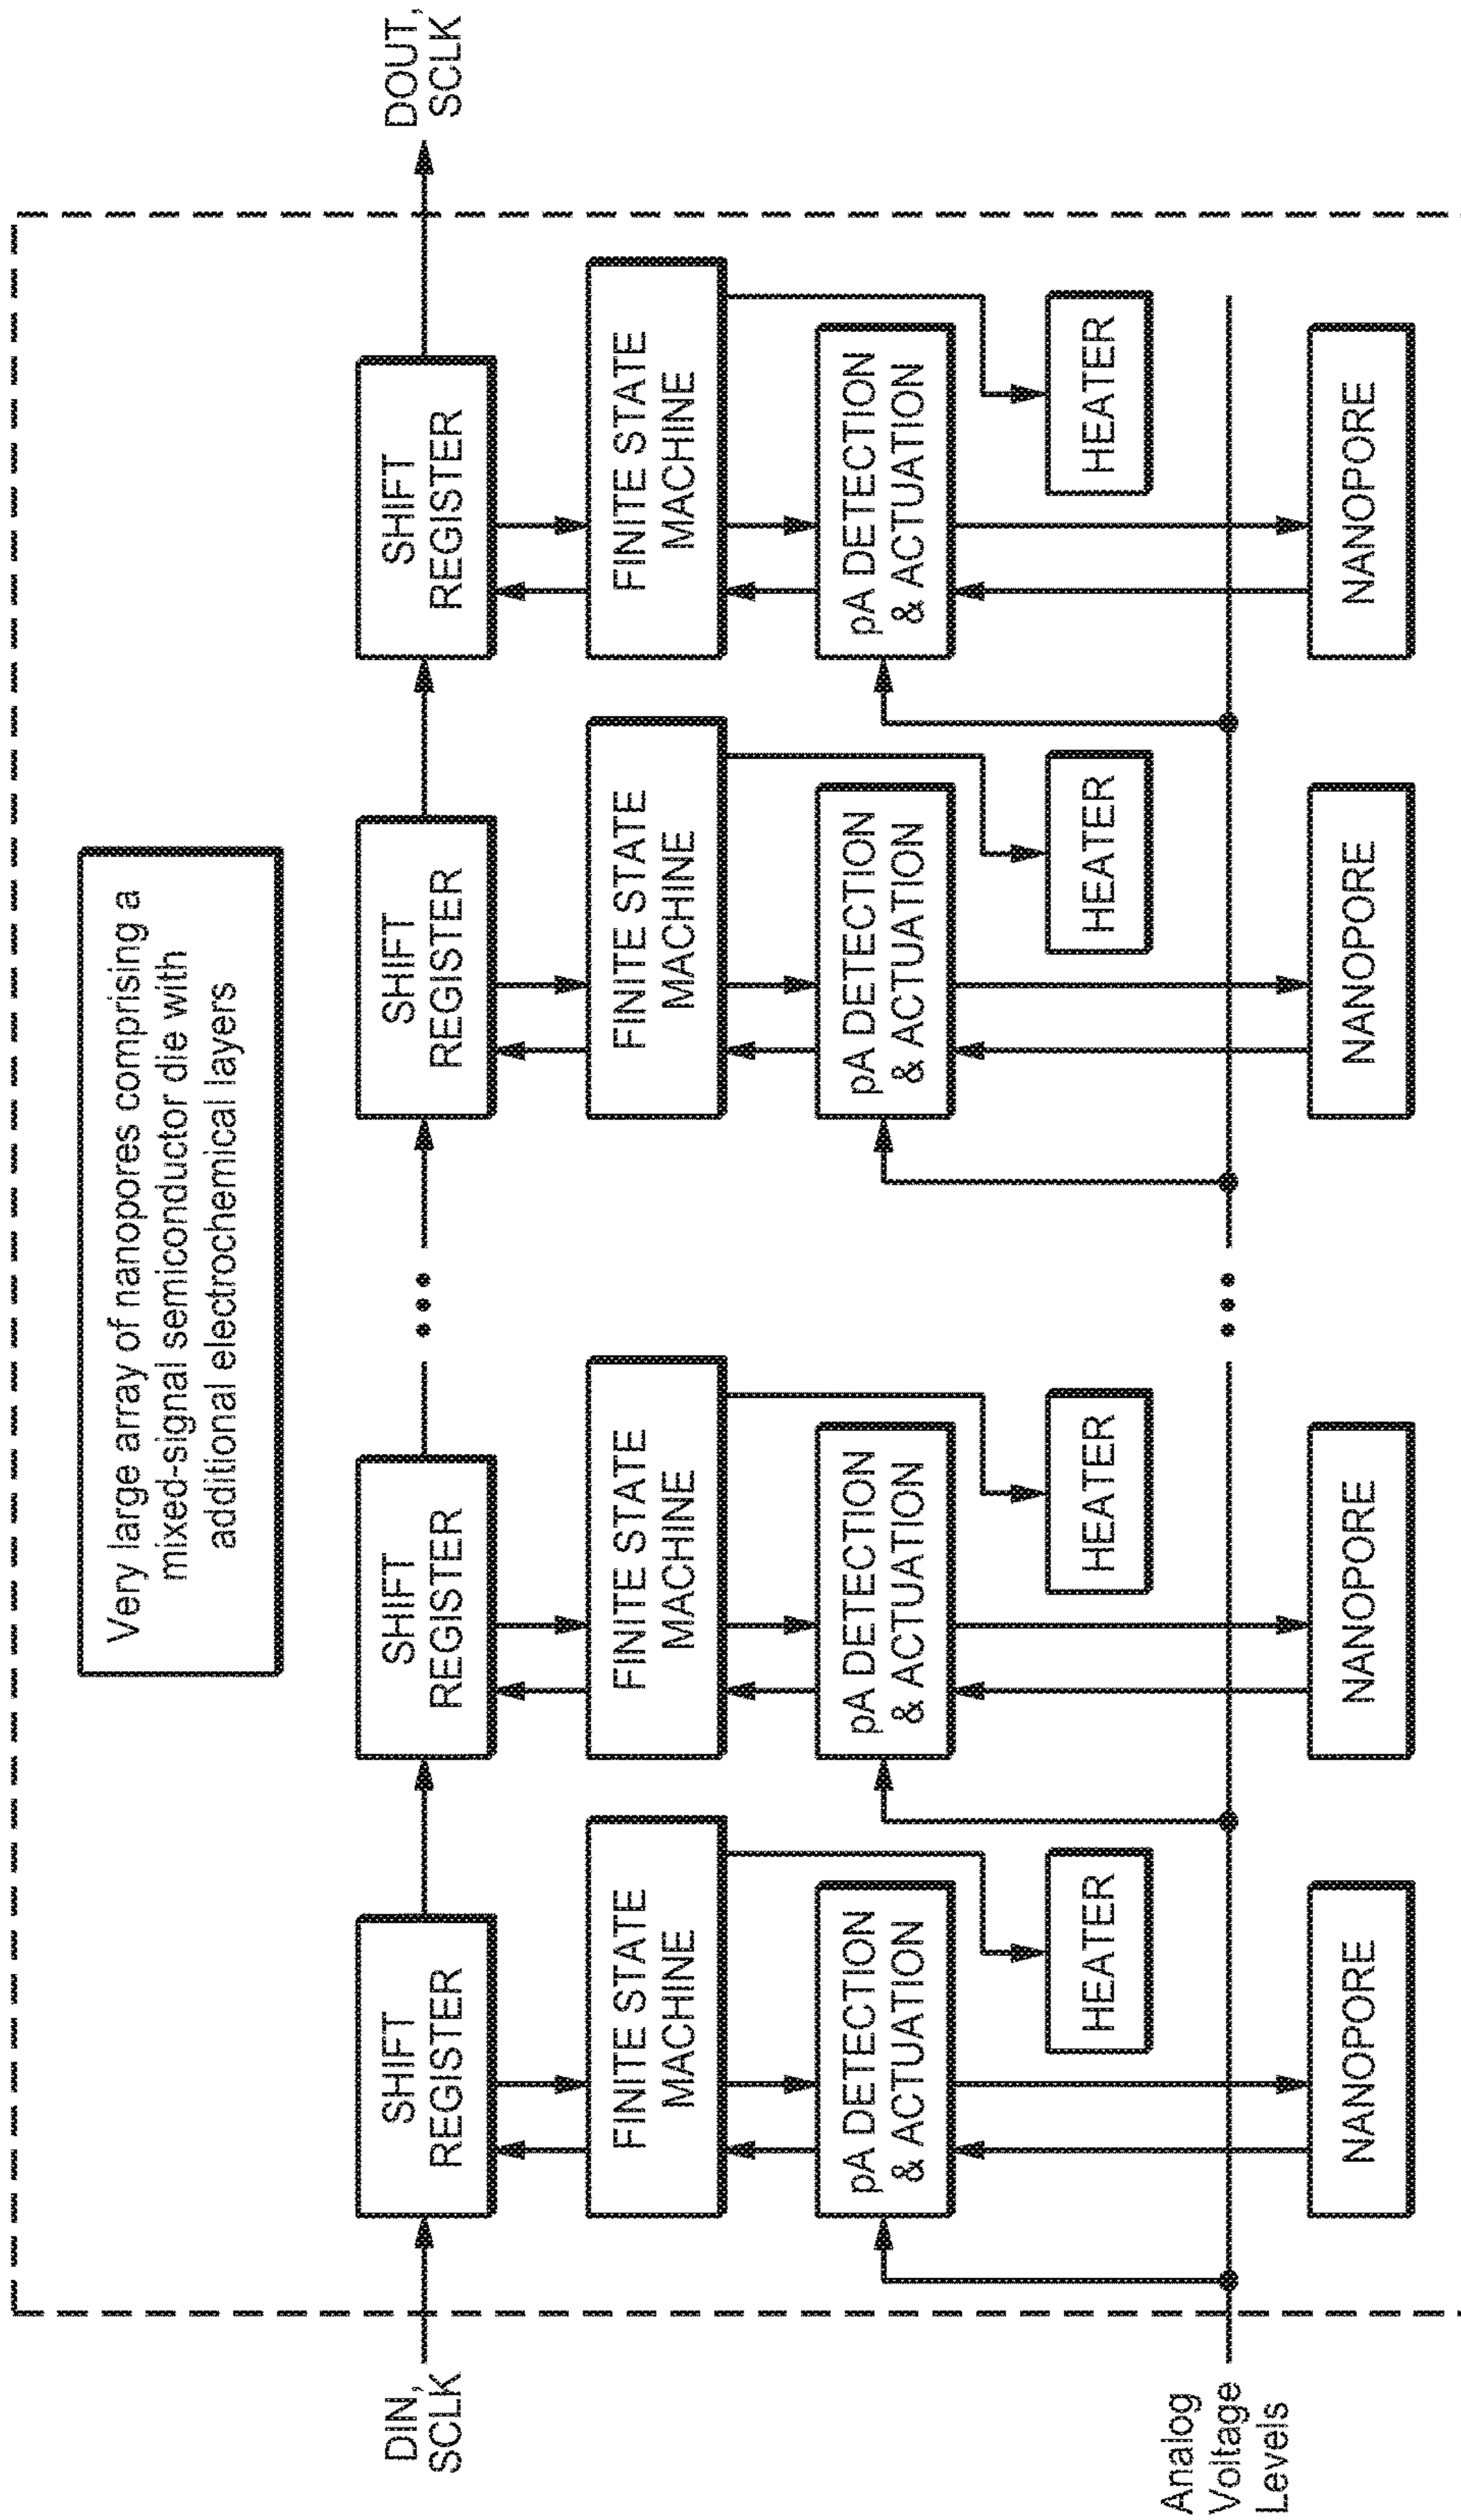 Very large array of nanopores comprising a
mixed-signal semiconductor die with
additional electrochemical layers
DIN,
SCLK
SHIFT
REGISTER
SHIFT
REGISTER
SHIFT
REGISTER
SHIFT
REGISTER
DOUT,
SCLK
FINITE STATE
MACHINE
FINITE STATE
MACHINE
FINITE STATE
MACHINE
FINITE STATE
MACHINE
pA DETECTION
& ACTUATION
pA DETECTION
& ACTUATION
pA DETECTION
& ACTUATION
pA DETECTION
& ACTUATION
HEATER
HEATER
HEATER
HEATER
Analog
Voltage
Levels
NANOPORE
NANOPORE
NANOPORE
NANOPORE